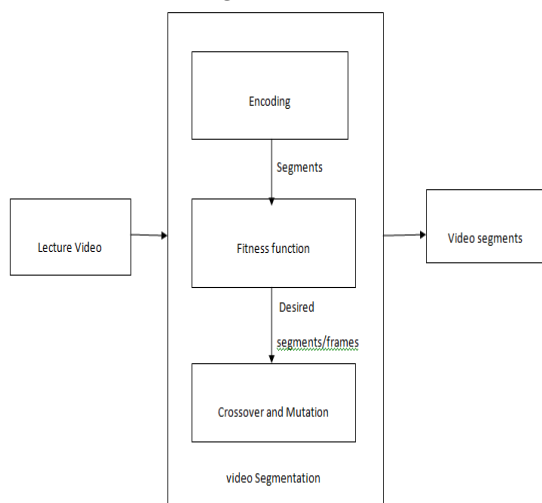 Encoding
Segments
Lecture Video
Fitness function
Video segments
Desired
segments/frames
Crossover and Mutation
video Segmentation